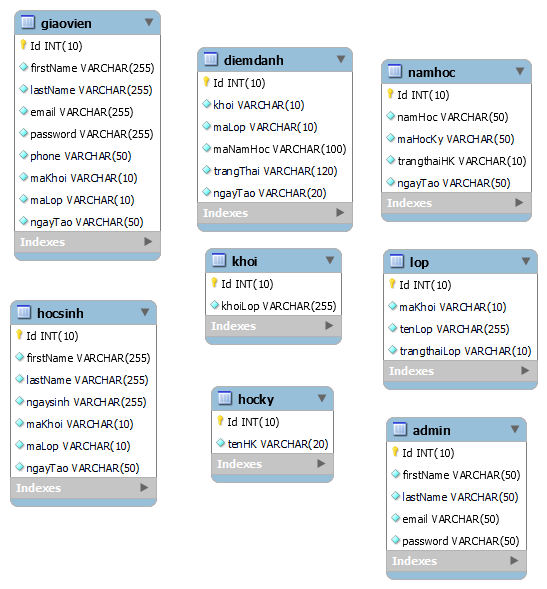 giaovien
Id INT(10)
firstName VARCHAR(255)
lastName VARCHAR(255)
email VARCHAR(255)
password VARCHAR(255)
phone VARCHAR(50)
maKhoi VARCHAR(10)
maLop VARCHAR(10)
ngayTao VARCHAR(50)
Indexes
diemdanh
Id INT(10)
khoi VARCHAR(10)
maLop VARCHAR(10)
maNamHoc VARCHAR(100)
trangThai VARCHAR(120)
ngayTao VARCHAR(20)
Indexes
namhoc
Id INT(10)
namHoc VARCHAR(50)
maHocKy VARCHAR(50)
trangthaiHK VARCHAR(10)
ngayTao VARCHAR(50)
Indexes
khoi
Id INT(10)
khoiLop VARCHAR(255)
Indexes
lop
Id INT(10)
maKhoi VARCHAR(10)
tenLop VARCHAR(255)
trangthaiLop VARCHAR(10)
Indexes
hocsinh
Id INT(10)
firstName VARCHAR(255)
lastName VARCHAR(255)
ngaysinh VARCHAR(255)
maKhoi VARCHAR(10)
maLop VARCHAR(10)
ngayTao VARCHAR(50)
Indexes
hocky
Id INT(10)
tenHK VARCHAR(20)
Indexes
admin
Id INT(10)
firstName VARCHAR(50)
lastName VARCHAR(50)
email VARCHAR(50)
password VARCHAR(50)
Indexes